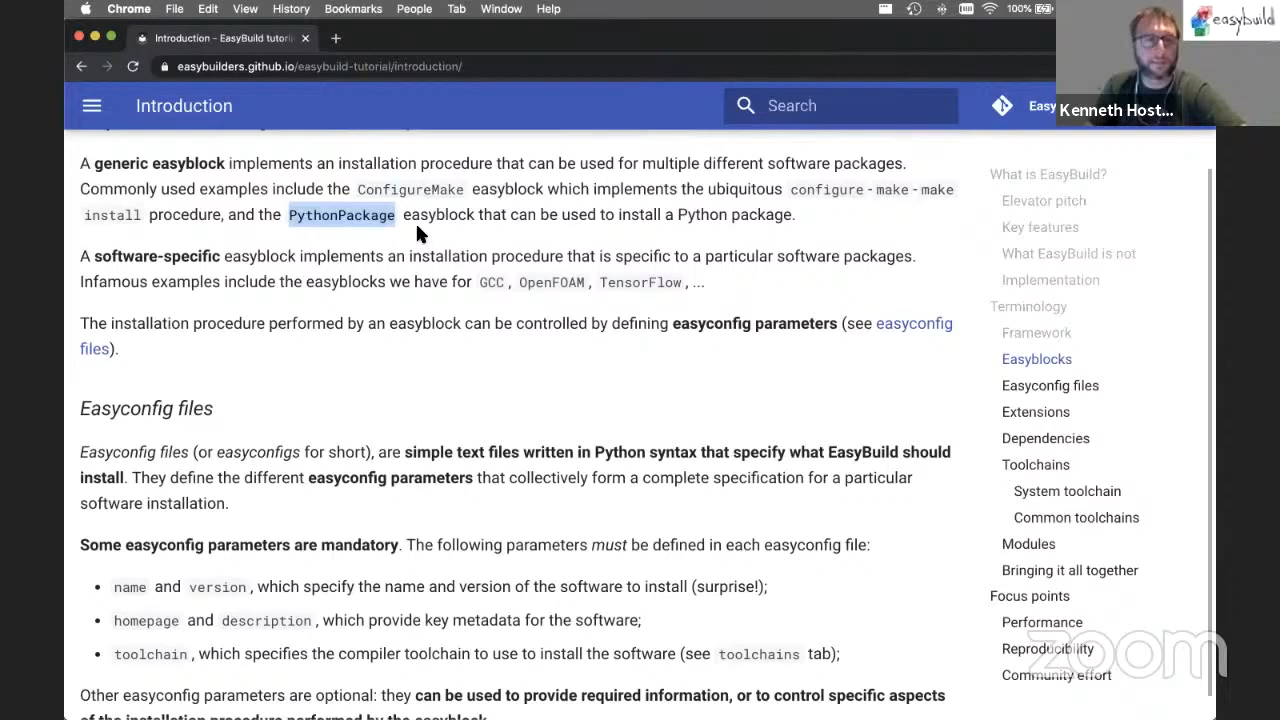 Chrome File Edit View History Bookmarks People Tab Window Help 100%
easybuild
Introduction - EasyBuild tutori
easybuilders.github.io/easybuild-tutorial/introduction/
Introduction
Search
Easy
Kenneth Host...
A generic easyblock implements an installation procedure that can be used for multiple different software packages.
Commonly used examples include the ConfigureMake easyblock which implements the ubiquitous configure - make - make
install procedure, and the PythonPackage easyblock that can be used to install a Python package.
A software-specific easyblock implements an installation procedure that is specific to a particular software packages.
Infamous examples include the easyblocks we have for GCC, OpenFOAM, TensorFlow, ...
The installation procedure performed by an easyblock can be controlled by defining easyconfig parameters (see easyconfig
files).
Easyconfig files
Easyconfig files (or easyconfigs for short), are simple text files written in Python syntax that specify what EasyBuild should
install. They define the different easyconfig parameters that collectively form a complete specification for a particular
software installation.
Some easyconfig parameters are mandatory. The following parameters must be defined in each easyconfig file:
• name and version, which specify the name and version of the software to install (surprise!);
• homepage and description, which provide key metadata for the software;
• toolchain, which specifies the compiler toolchain to use to install the software (see toolchains tab);
Other easyconfig parameters are optional: they can be used to provide required information, or to control specific aspects
of the installation procedure performed by the easyblock.
What is EasyBuild?
Elevator pitch
Key features
What EasyBuild is not
Implementation
Terminology
Framework
Easyblocks
Easyconfig files
Extensions
Dependencies
Toolchains
System toolchain
Common toolchains
Modules
Bringing it all together
Focus points
Performance
Reproducibility
Community effort
zoom